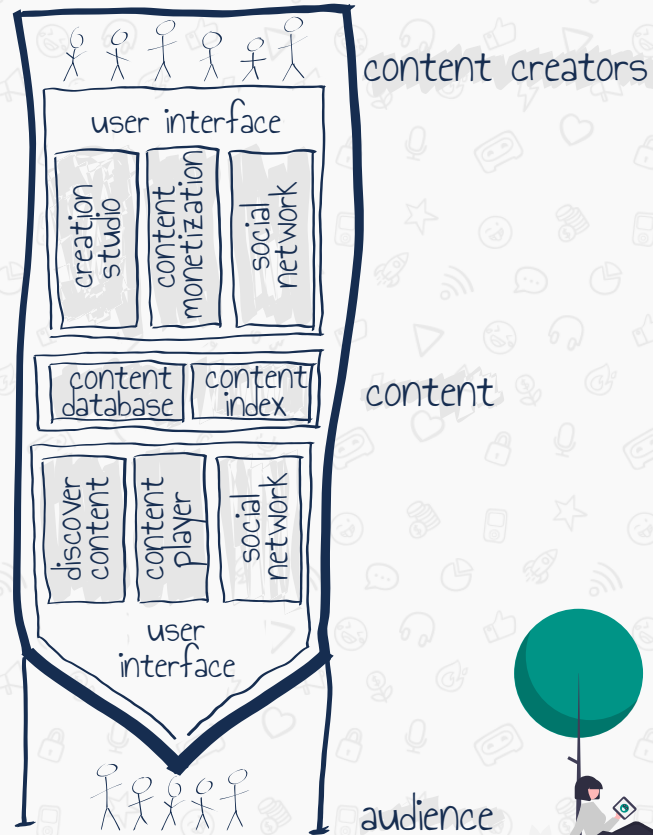 content creators
user interface
creation
studio
content
monetization
social
network
content
database
content
index
content
discover
content
content
player
social
network
user
interface
audience